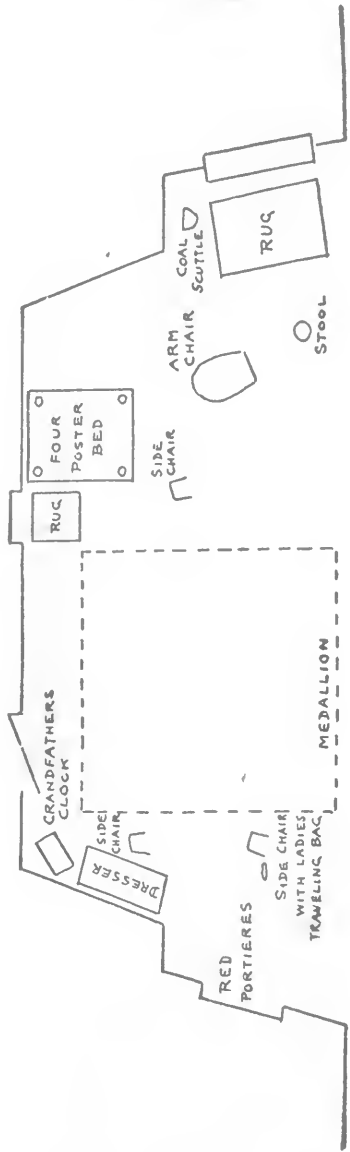 GRANDFATHERS
CLOCK
RUG
FOUR
POSTER
BED
DRESSER
SIDE
CHAIR
SIDE
CHAIR
ARM
CHAIR
COAL
SCUTTLE
RUG
STOOL
RED
PORTIERES
SIDE CHAIR
WITH LADIES
TRAVELING BAG
MEDALLION